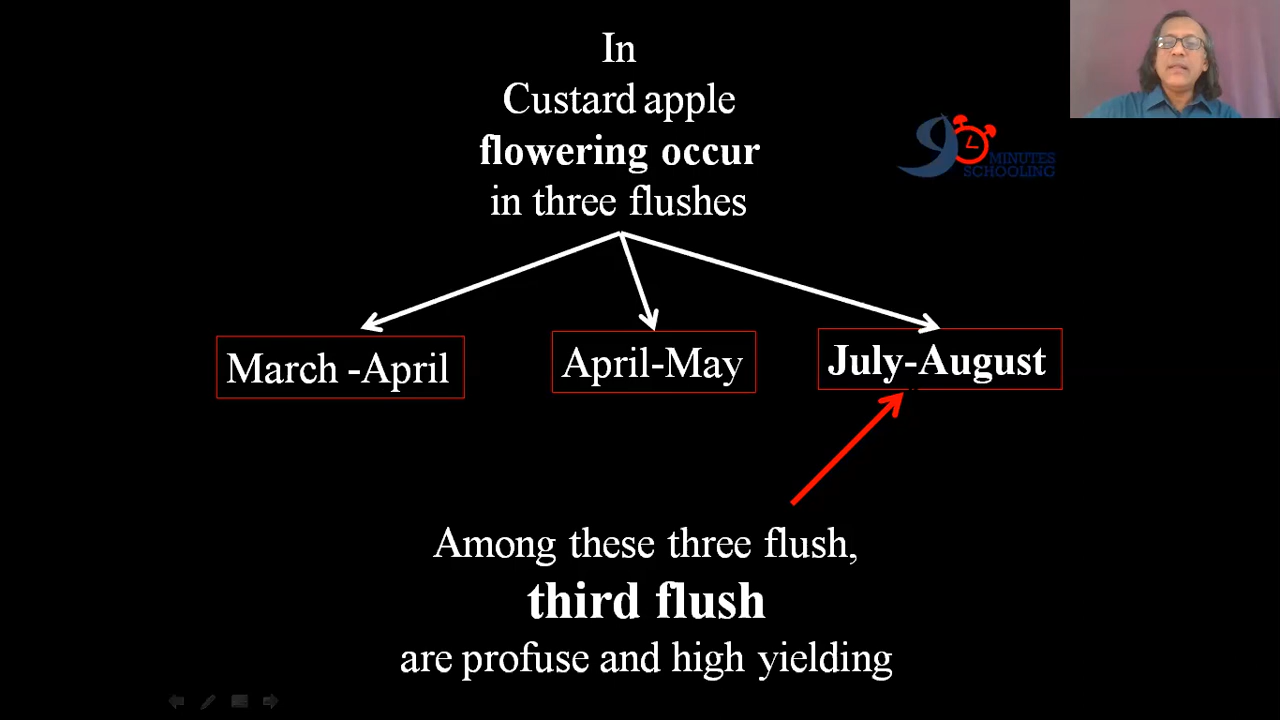 In
Custard apple
flowering occur
in three flushes
9 MINUTES
SCHOOLING
March -April
April-May
July-August
Among these three flush,
third flush
are profuse and high yielding